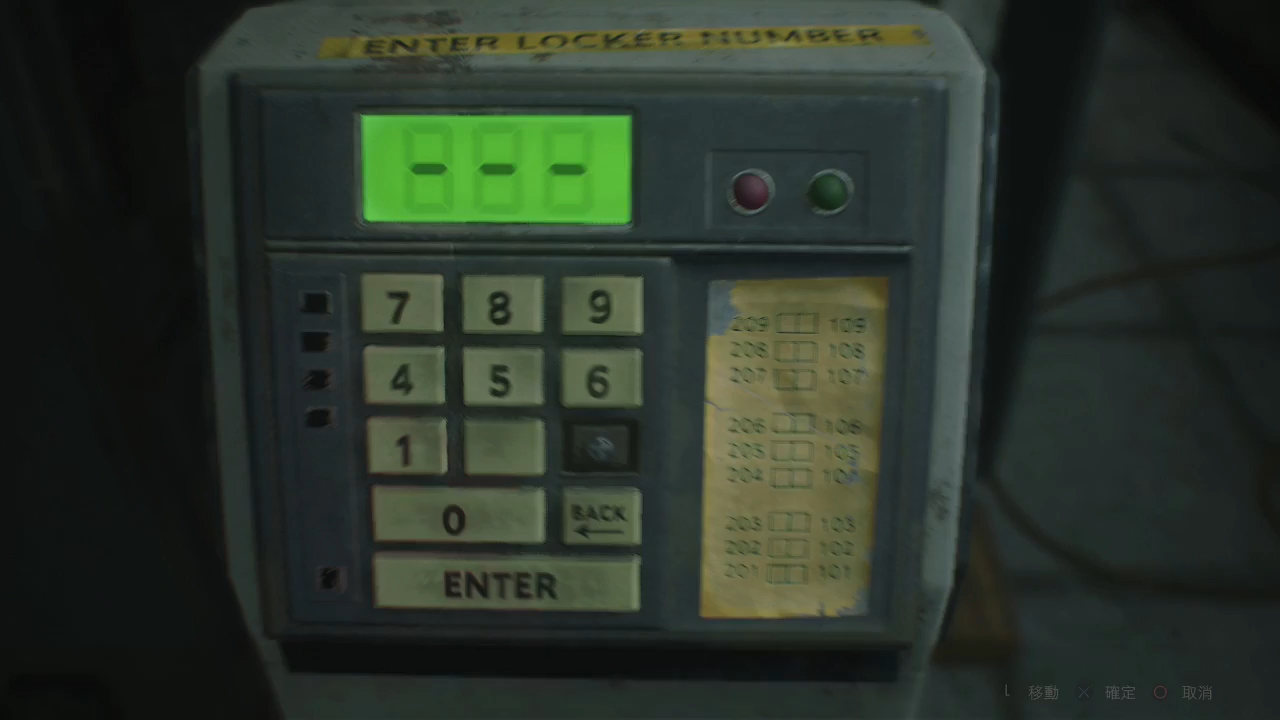 ENTER LOCKER NUMBER
---
7 8 9
4 5 6
1
0 BACK
ENTER
209 109
208 108
207 107
206 106
205 105
204
203 103
202 102
201 101
L 移動 × 確定 ○ 取消